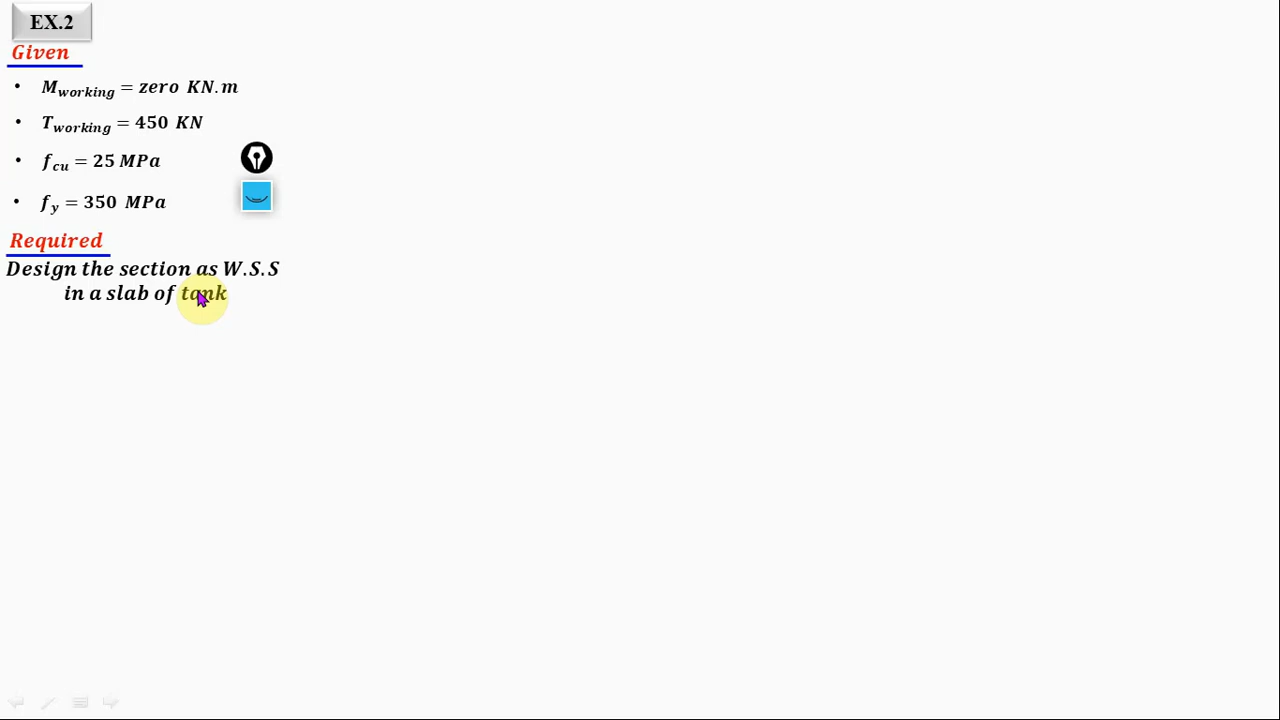 EX.2
Given
• M_working = zero KN.m
• T_working = 450 KN
• f_cu = 25 MPa
• f_y = 350 MPa
Required
Design the section as W.S.S
in a slab of tank